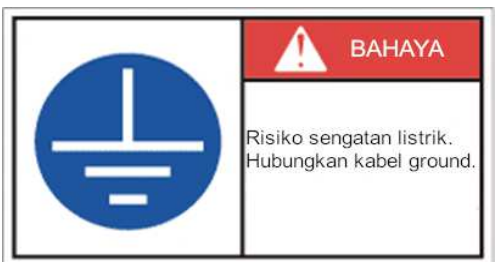 BAHAYA
Risiko sengatan listrik.
Hubungkan kabel ground.